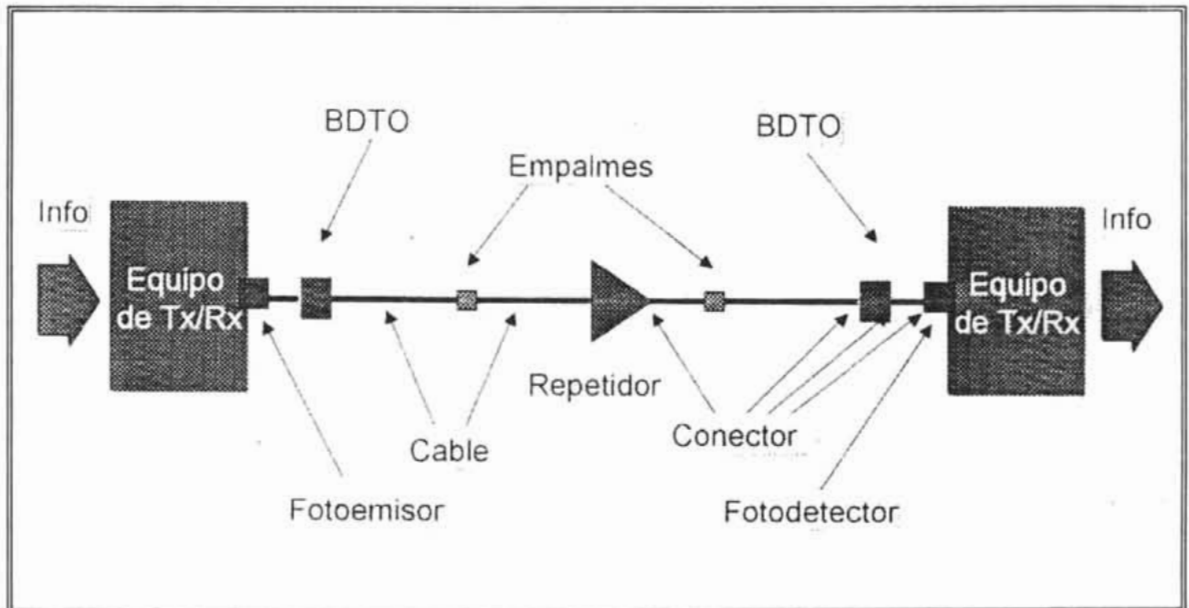 BDTO
BDTO
Empalmes
Info
Info
Equipo
de Tx/Rx
Equipo
de Tx/Rx
Repetidor
Conector
Cable
Fotoemisor
Fotodetector